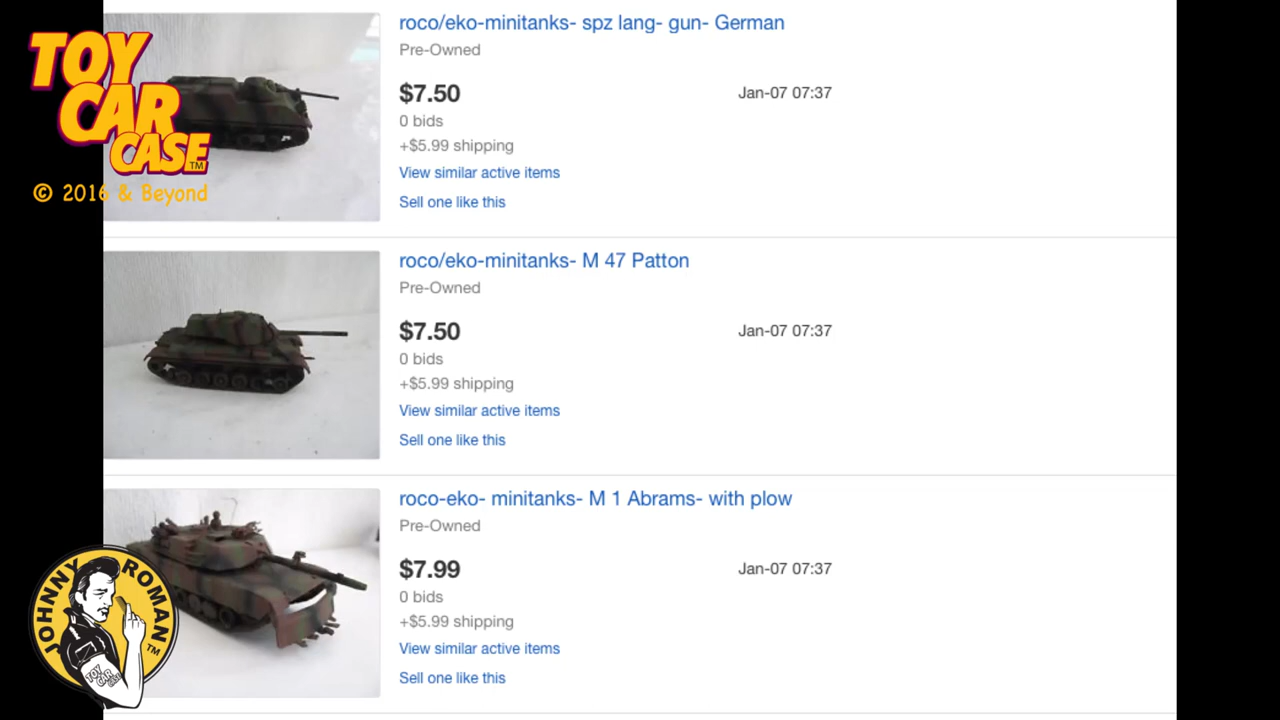 TOY
CAR
CASE™
© 2016 & Beyond
roco/eko-minitanks- spz lang- gun- German
Pre-Owned
$7.50
Jan-07 07:37
0 bids
+$5.99 shipping
View similar active items
Sell one like this
roco/eko-minitanks- M 47 Patton
Pre-Owned
$7.50
Jan-07 07:37
0 bids
+$5.99 shipping
View similar active items
Sell one like this
roco-eko- minitanks- M 1 Abrams- with plow
Pre-Owned
$7.99
Jan-07 07:37
0 bids
+$5.99 shipping
View similar active items
Sell one like this
JOHNNY ROMAN™
TOY
CAR
CASE